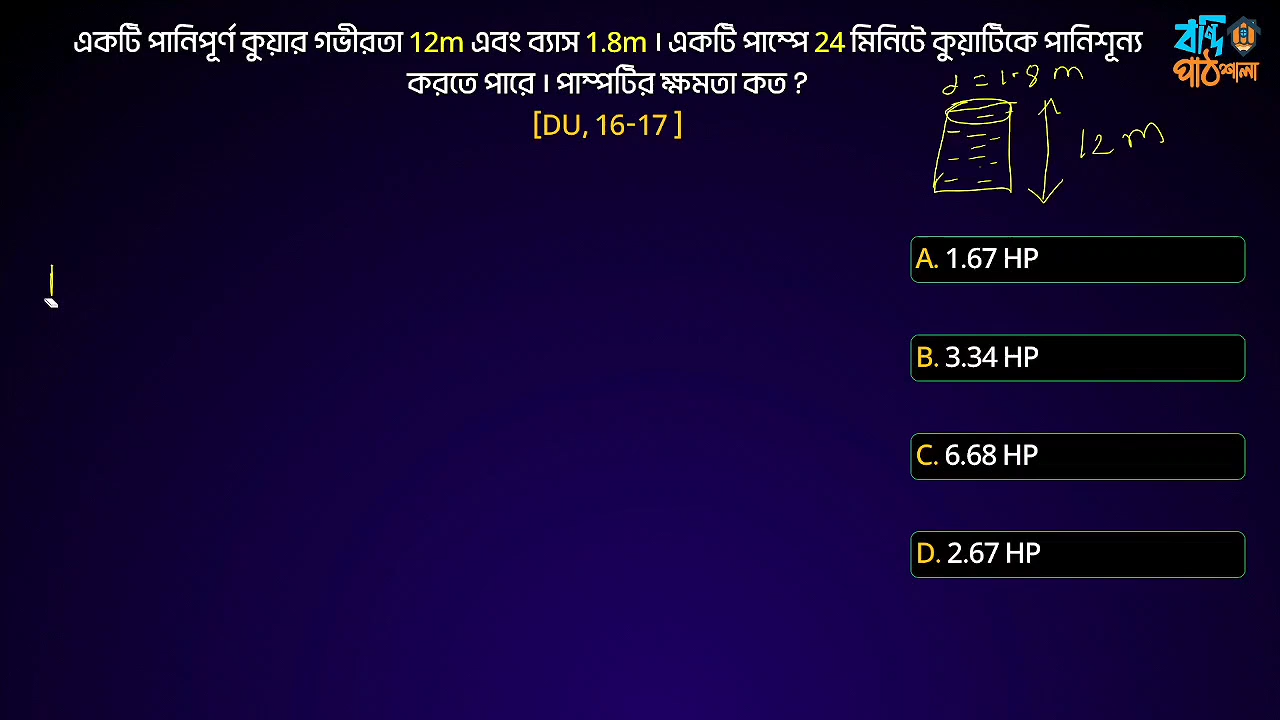 একটি পানিপূর্ণ কুয়ার গভীরতা 12m এবং ব্যাস 1.8m । একটি পাম্পে 24 মিনিটে কুয়াটিকে পানিশূন্য
করতে পারে । পাম্পটির ক্ষমতা কত ?
[DU, 16-17 ]
বন্দি
পাঠশালা
d = 1.8 m
12 m
A. 1.67 HP
B. 3.34 HP
C. 6.68 HP
D. 2.67 HP